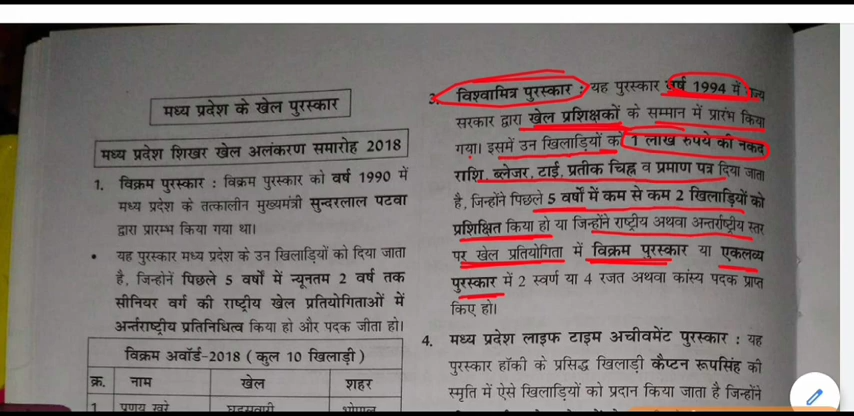 मध्य प्रदेश के खेल पुरस्कार
मध्य प्रदेश शिखर खेल अलंकरण समारोह 2018
1. विक्रम पुरस्कार : विक्रम पुरस्कार को वर्ष 1990 में
मध्य प्रदेश के तत्कालीन मुख्यमंत्री सुन्दरलाल पटवा
द्वारा प्रारम्भ किया गया था।
• यह पुरस्कार मध्य प्रदेश के उन खिलाड़ियों को दिया जाता
है, जिन्होनें पिछले 5 वर्षों में न्यूनतम 2 वर्ष तक
सीनियर वर्ग की राष्ट्रीय खेल प्रतियोगिताओं में
अर्न्तराष्ट्रीय प्रतिनिधित्व किया हो और पदक जीता हो।
विक्रम अवॉर्ड-2018 ( कुल 10 खिलाड़ी )
क्र. नाम खेल शहर
1 घुड़सवारी भोपाल
3. विश्वामित्र पुरस्कार : यह पुरस्कार वर्ष 1994 में
सरकार द्वारा खेल प्रशिक्षकों के सम्मान में प्रारंभ किया
गया। इसमें उन खिलाड़ियों को 1 लाख रुपये की नकद
राशि, ब्लेजर, टाई, प्रतीक चिह्न व प्रमाण पत्र दिया जाता
है, जिन्होंने पिछले 5 वर्षों में कम से कम 2 खिलाड़ियों को
प्रशिक्षित किया हो या जिन्होंने राष्ट्रीय अथवा अन्तर्राष्ट्रीय स्तर
पर खेल प्रतियोगिता में विक्रम पुरस्कार या एकलव्य
पुरस्कार में 2 स्वर्ण या 4 रजत अथवा कांस्य पदक प्राप्त
किए हो।
4. मध्य प्रदेश लाइफ टाइम अचीवमेंट पुरस्कार : यह
पुरस्कार हॉकी के प्रसिद्ध खिलाड़ी कैप्टन रूपसिंह की
स्मृति में ऐसे खिलाड़ियों को प्रदान किया जाता है जिन्होंने